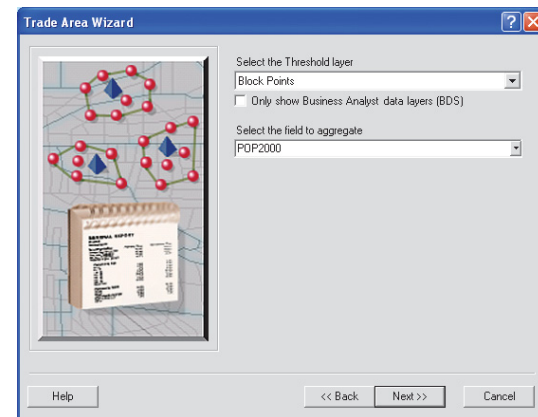 Trade Area Wizard
Select the Threshold layer
Block Points
Only show Business Analyst data layers (BDS)
Select the field to aggregate
POP2000
Help
<< Back
Next >>
Cancel